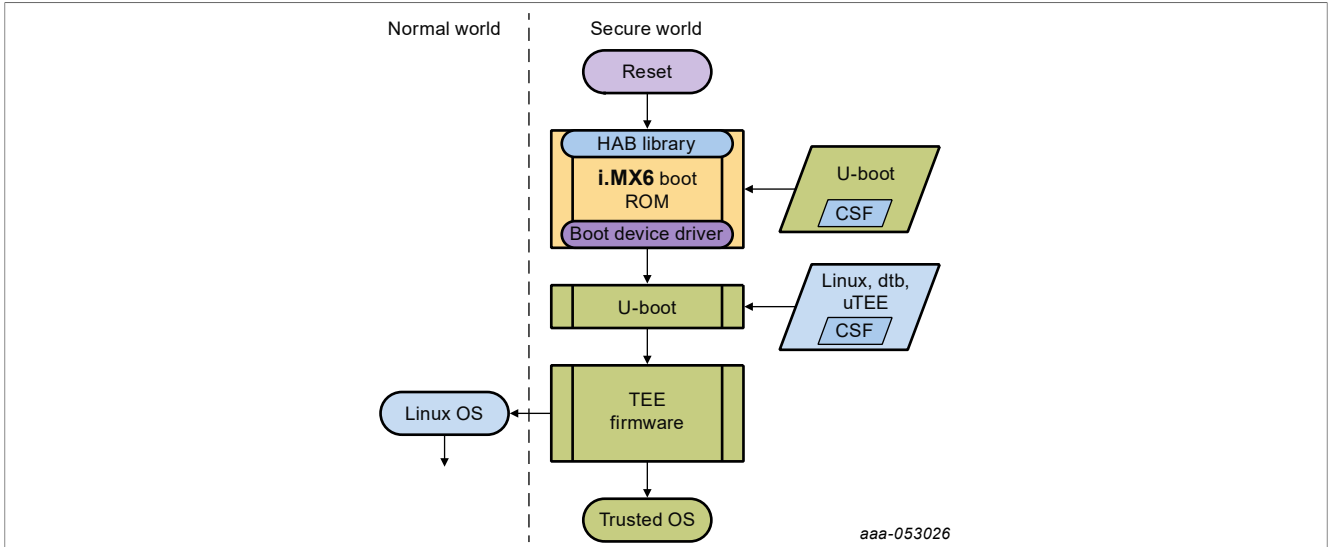 Normal world
Secure world
Reset
HAB library
i.MX6 boot
ROM
Boot device driver
U-boot
CSF
U-boot
Linux, dtb,
uTEE
CSF
TEE
firmware
Linux OS
Trusted OS
aaa-053026